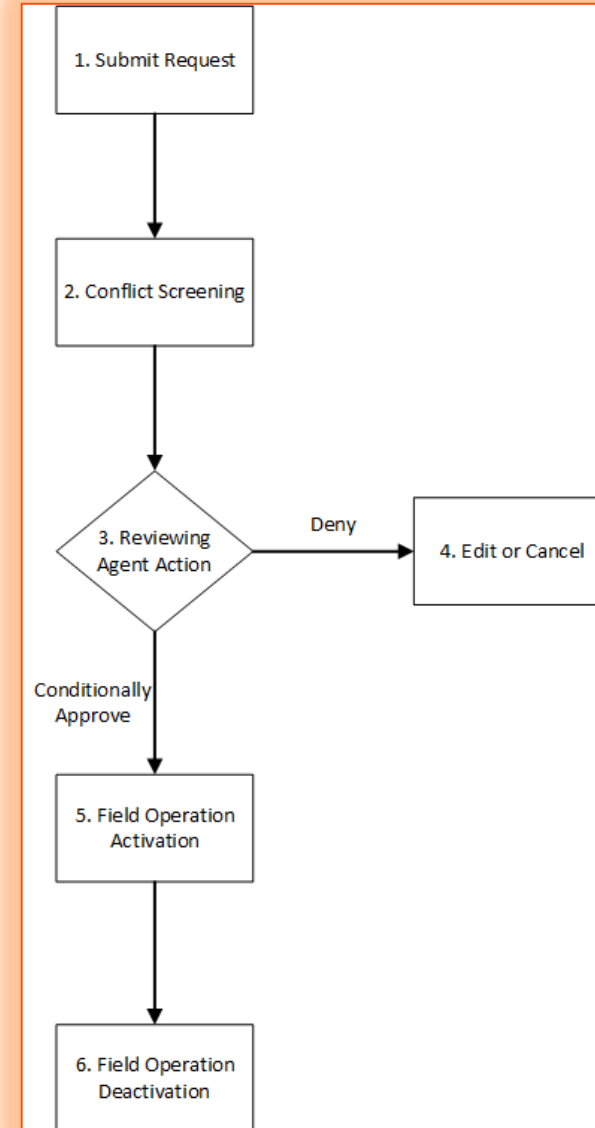 1. Submit Request
2. Conflict Screening
3. Reviewing
Agent Action
Deny
4. Edit or Cancel
Conditionally
Approve
5. Field Operation
Activation
6. Field Operation
Deactivation